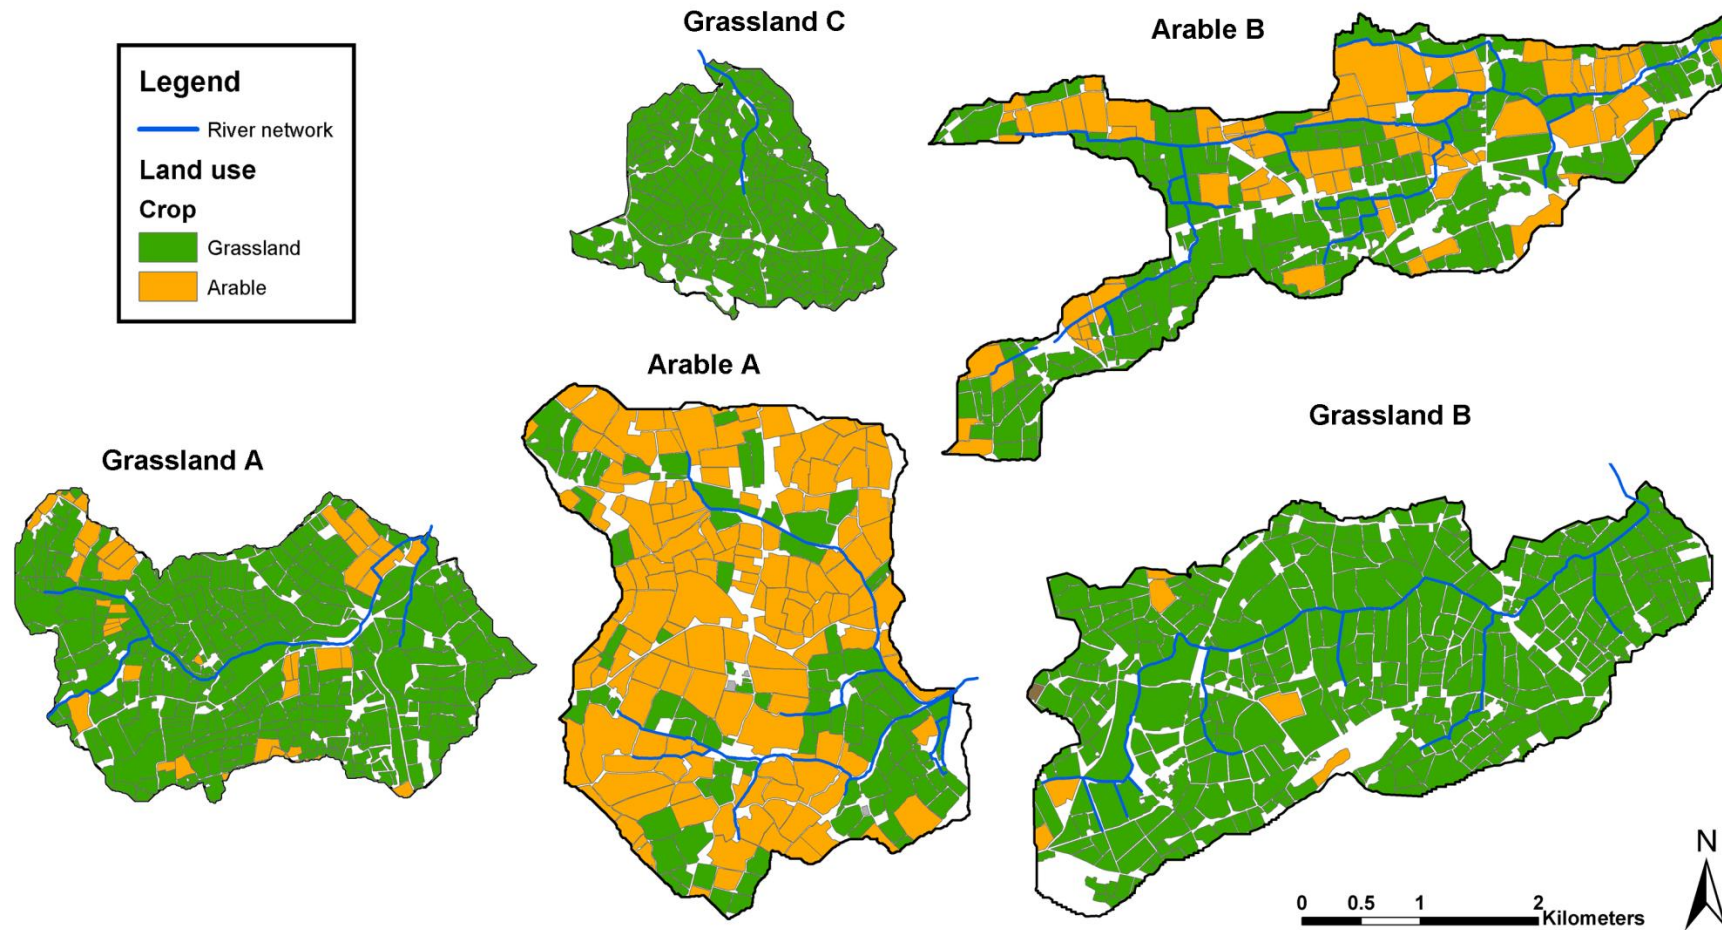 Grassland C
Arable B
Legend
River network
Land use
Crop
Grassland
Arable
Arable A
Grassland B
Grassland A
N
0 0.5 1 2
Kilometers